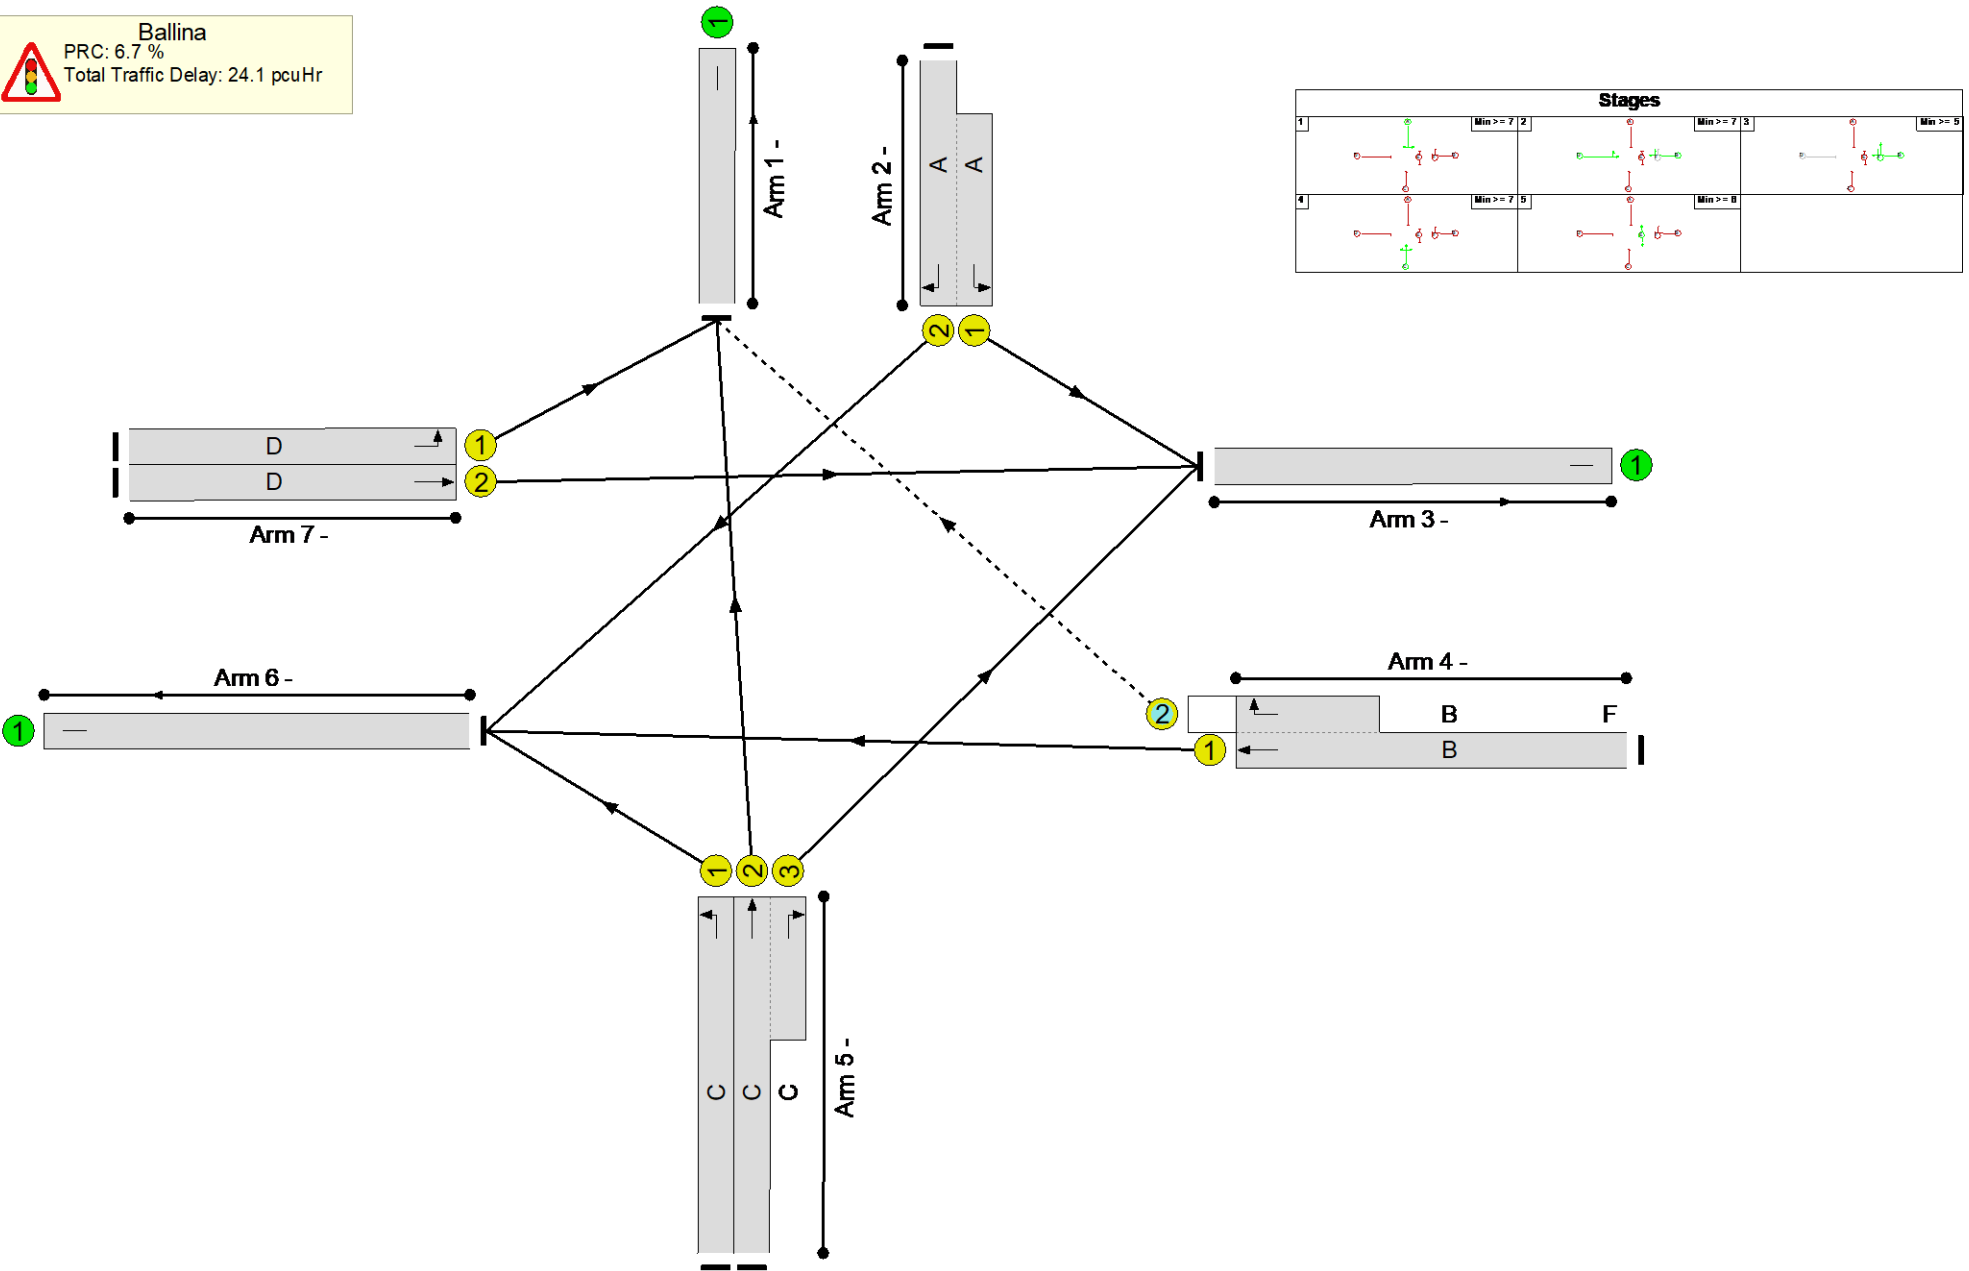 Ballina
PRC: 6.7 %
Total Traffic Delay: 24.1 pcuHr
1
Arm 1 -
Arm 2 -
A
A
2
1
Stages
1
Min >= 7
2
Min >= 7
3
Min >= 5
4
Min >= 7
5
D
1
D
2
Arm 7 -
1
Arm 3 -
Arm 6 -
1
Arm 4 -
2
B
F
1
B
1
2
3
C
C
C
Arm 5 -